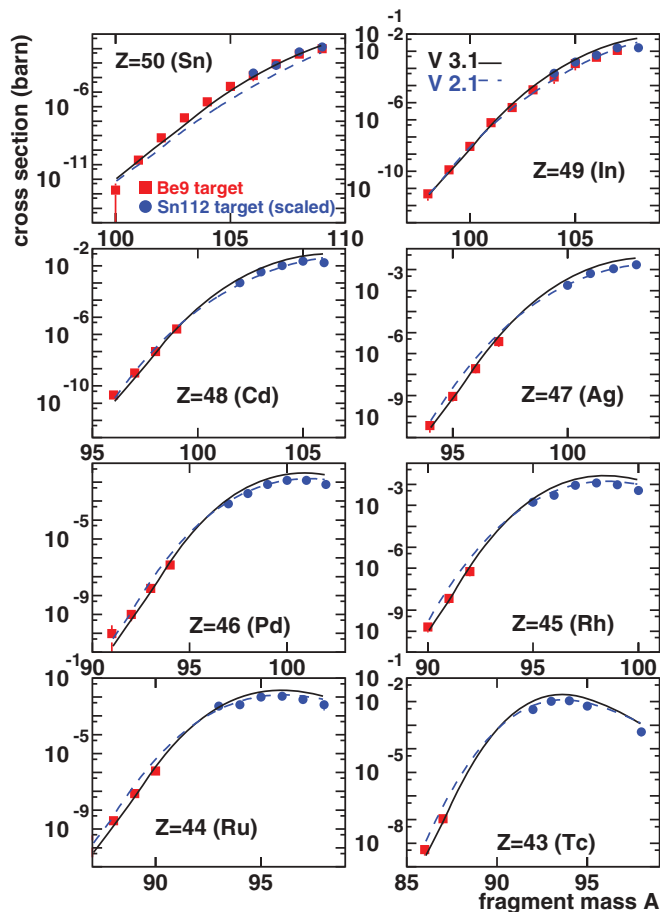 cross section (barn)
Z=50 (Sn)
10 -6
10 -11
Be9 target
Sn112 target (scaled)
100 105 110
V 3.1
V 2.1
10 -1
10 -6
10 -10
Z=49 (In)
100 105
10 -2
10 -6
10 -10
Z=48 (Cd)
95 100 105
10 -3
10 -6
10 -9
Z=47 (Ag)
95 100
10 -5
10 -9
Z=46 (Pd)
90 95 100
10 -3
10 -6
10 -9
Z=45 (Rh)
90 95 100
10 -1
10 -5
10 -9
Z=44 (Ru)
90 95
-1
10 -2
10 -5
10 -8
Z=43 (Tc)
85 90 95
fragment mass A